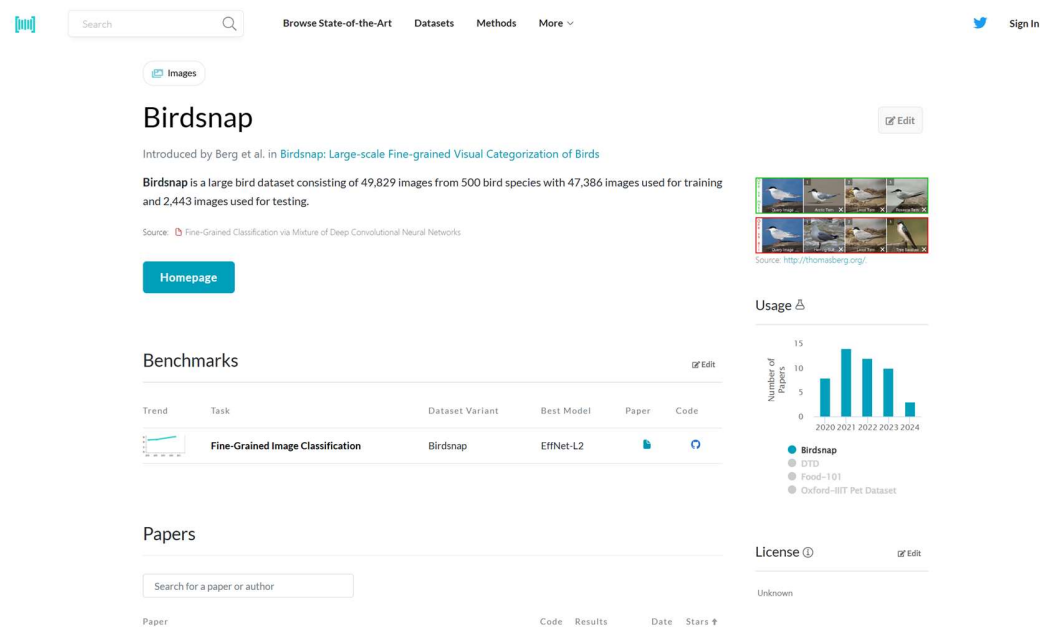 Search
Browse State-of-the-Art
Datasets
Methods
More
Sign In
Images
Birdsnap
Edit
Introduced by Berg et al. in Birdsnap: Large-scale Fine-grained Visual Categorization of Birds
Birdsnap is a large bird dataset consisting of 49,829 images from 500 bird species with 47,386 images used for training
and 2,443 images used for testing.
Source: Fine-Grained Classification via Mixture of Deep Convolutional Neural Networks
Homepage
Source: http://thomasberg.org/.
Usage
Number of
Papers
15
10
5
0
2020 2021 2022 2023 2024
Birdsnap
DTD
Food-101
Oxford-IIIT Pet Dataset
Benchmarks
Edit
Trend Task Dataset Variant Best Model Paper Code
Fine-Grained Image Classification Birdsnap EffNet-L2
Papers
Search for a paper or author
Paper Code Results Date Stars
License
Edit
Unknown